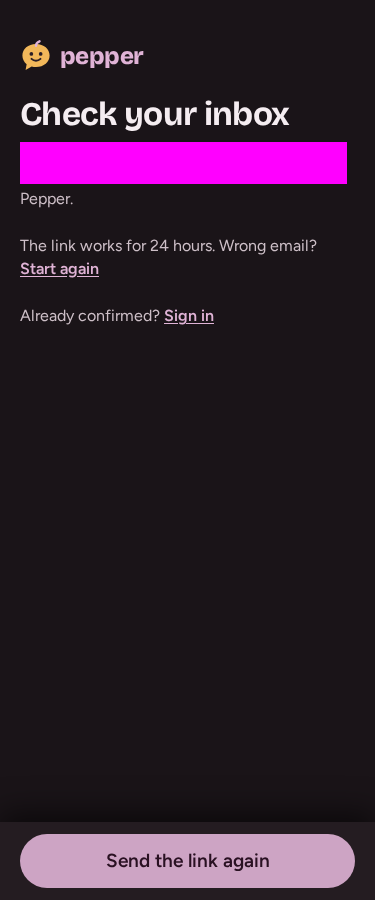 pepper
Check your inbox
Pepper.
The link works for 24 hours. Wrong email?
Start again
Already confirmed? Sign in
Send the link again